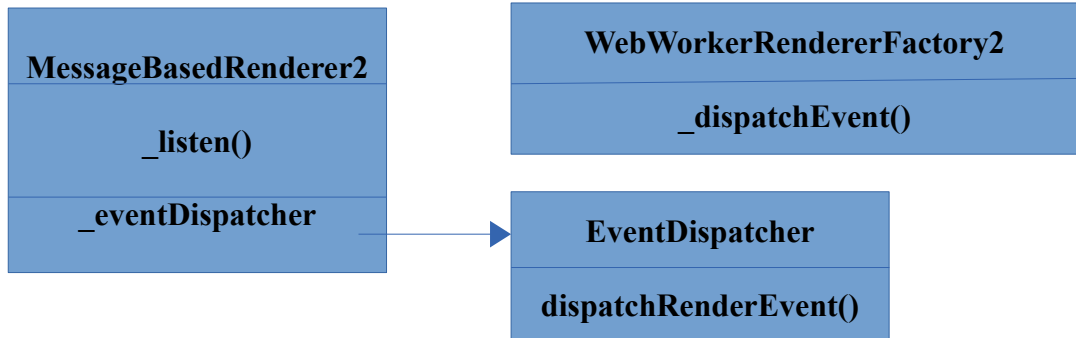 MessageBasedRenderer2
_listen()
_eventDispatcher
WebWorkerRendererFactory2
_dispatchEvent()
EventDispatcher
dispatchRenderEvent()